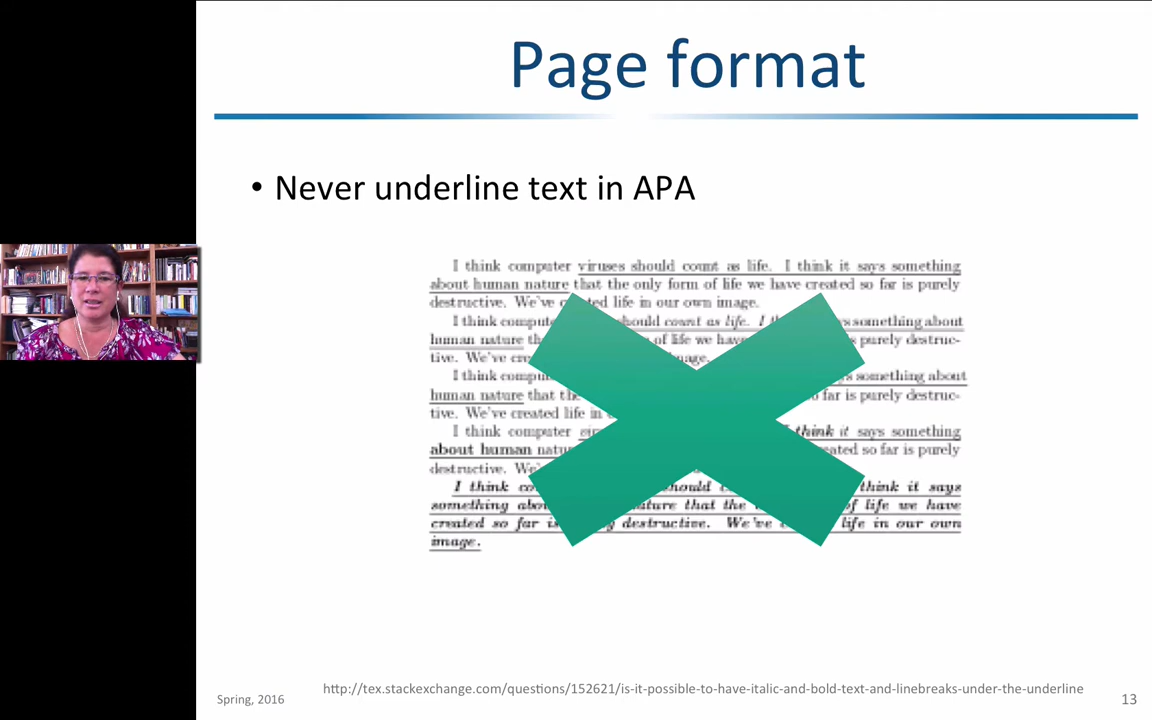 Page format
• Never underline text in APA
I think computer viruses should count as life. I think it says something
about human nature that the only form of life we have created so far is purely
destructive. We've created life in our own image.
I think should count as life. I says something about
human nature of life we have purely destruc-
tive. We've image.
I think something about
human nature that so far is purely destruc-
tive. We've created life in
I think computer think it says something
about human created so far is purely
destructive.
I think should think it says
something nature that the of life we have
created so far is destructive. We've life in our own
image.
http://tex.stackexchange.com/questions/152621/is-it-possible-to-have-italic-and-bold-text-and-linebreaks-under-the-underline
Spring, 2016
13